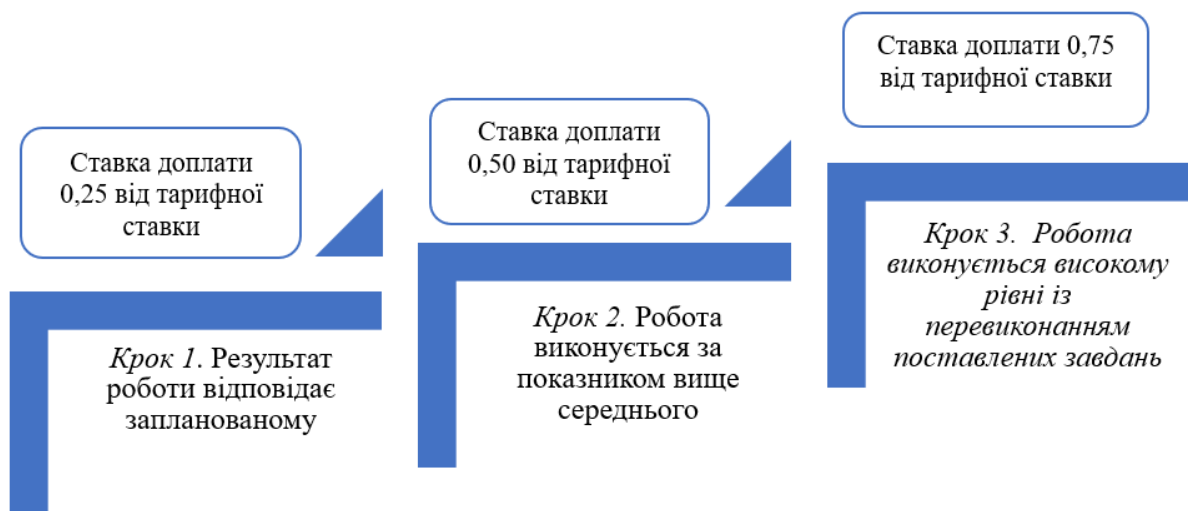 Ставка доплати
0,25 від тарифної
ставки
Крок 1. Результат
роботи відповідає
запланованому
Ставка доплати
0,50 від тарифної
ставки
Крок 2. Робота
виконується за
показником вище
середнього
Ставка доплати 0,75
від тарифної ставки
Крок 3. Робота
виконується високому
рівні із
перевиконанням
поставлених завдань